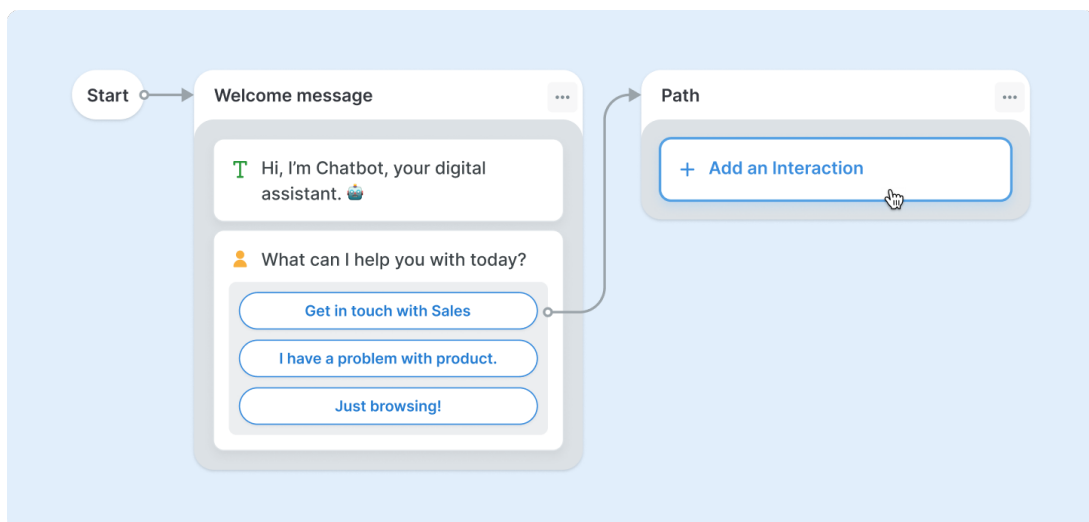 Start
Welcome message
Hi, I’m Chatbot, your digital
assistant. 🤖
What can I help you with today?
Get in touch with Sales
I have a problem with product.
Just browsing!
Path
+ Add an Interaction